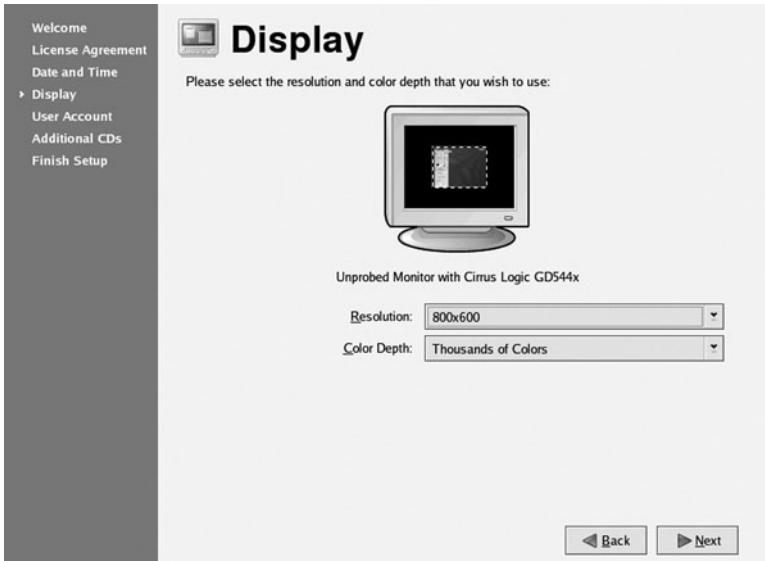 Welcome
License Agreement
Date and Time
Display
User Account
Additional CDs
Finish Setup
Display
Please select the resolution and color depth that you wish to use:
Unprobed Monitor with Cirrus Logic GD544x
Resolution: 800x600
Color Depth: Thousands of Colors
Back Next